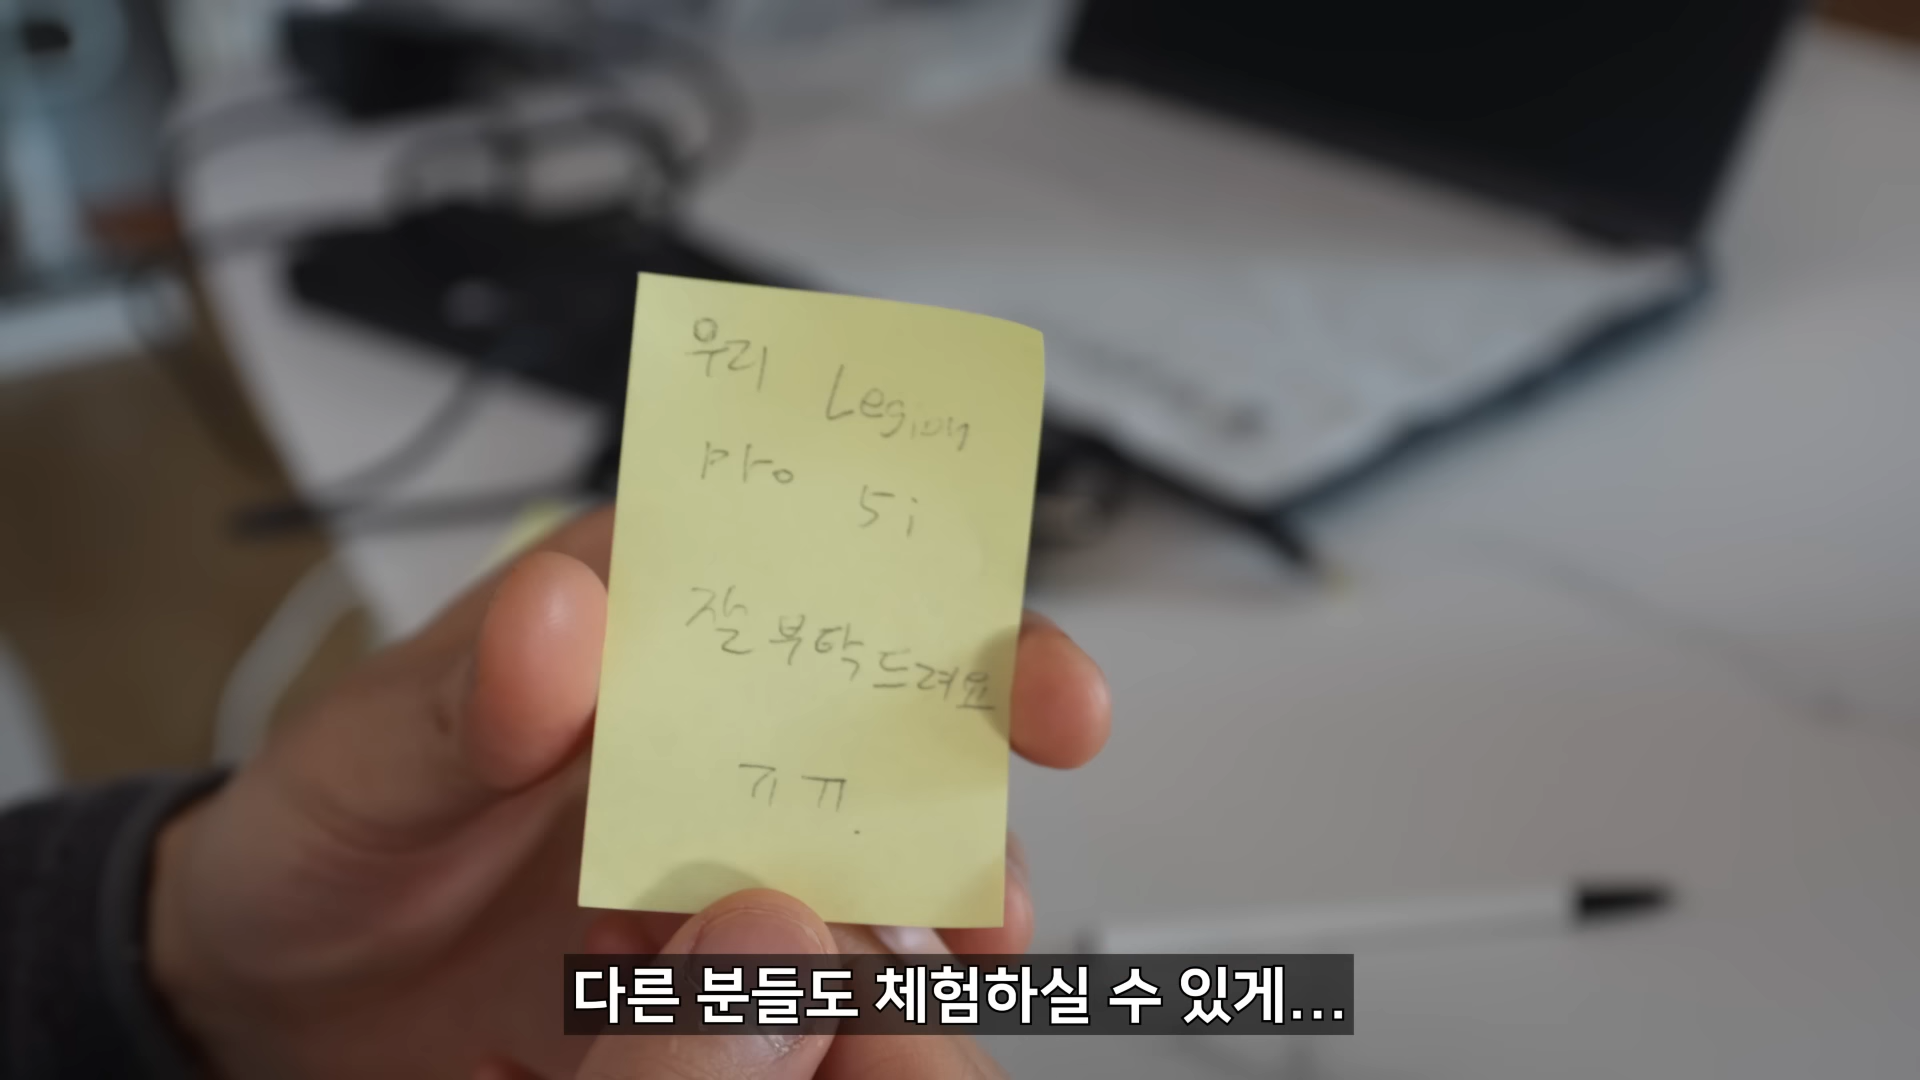 우리 Legion
Pro 5i
잘 부탁드려요
ㅠㅠ.
다른 분들도 체험하실 수 있게...